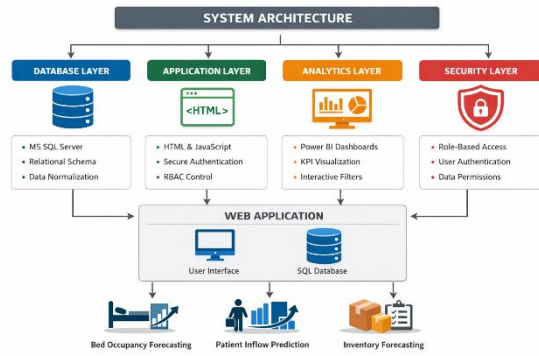 SYSTEM ARCHITECTURE
DATABASE LAYER
APPLICATION LAYER
ANALYTICS LAYER
SECURITY LAYER
<HTML>
• MS SQL Server
• Relational Schema
• Data Normalization
• HTML & JavaScript
• Secure Authentication
• RBAC Control
• Power BI Dashboards
• KPI Visualization
• Interactive Filters
• Role-Based Access
• User Authentication
• Data Permissions
WEB APPLICATION
User Interface
SQL Database
Bed Occupancy Forecasting
Patient Inflow Prediction
Inventory Forecasting